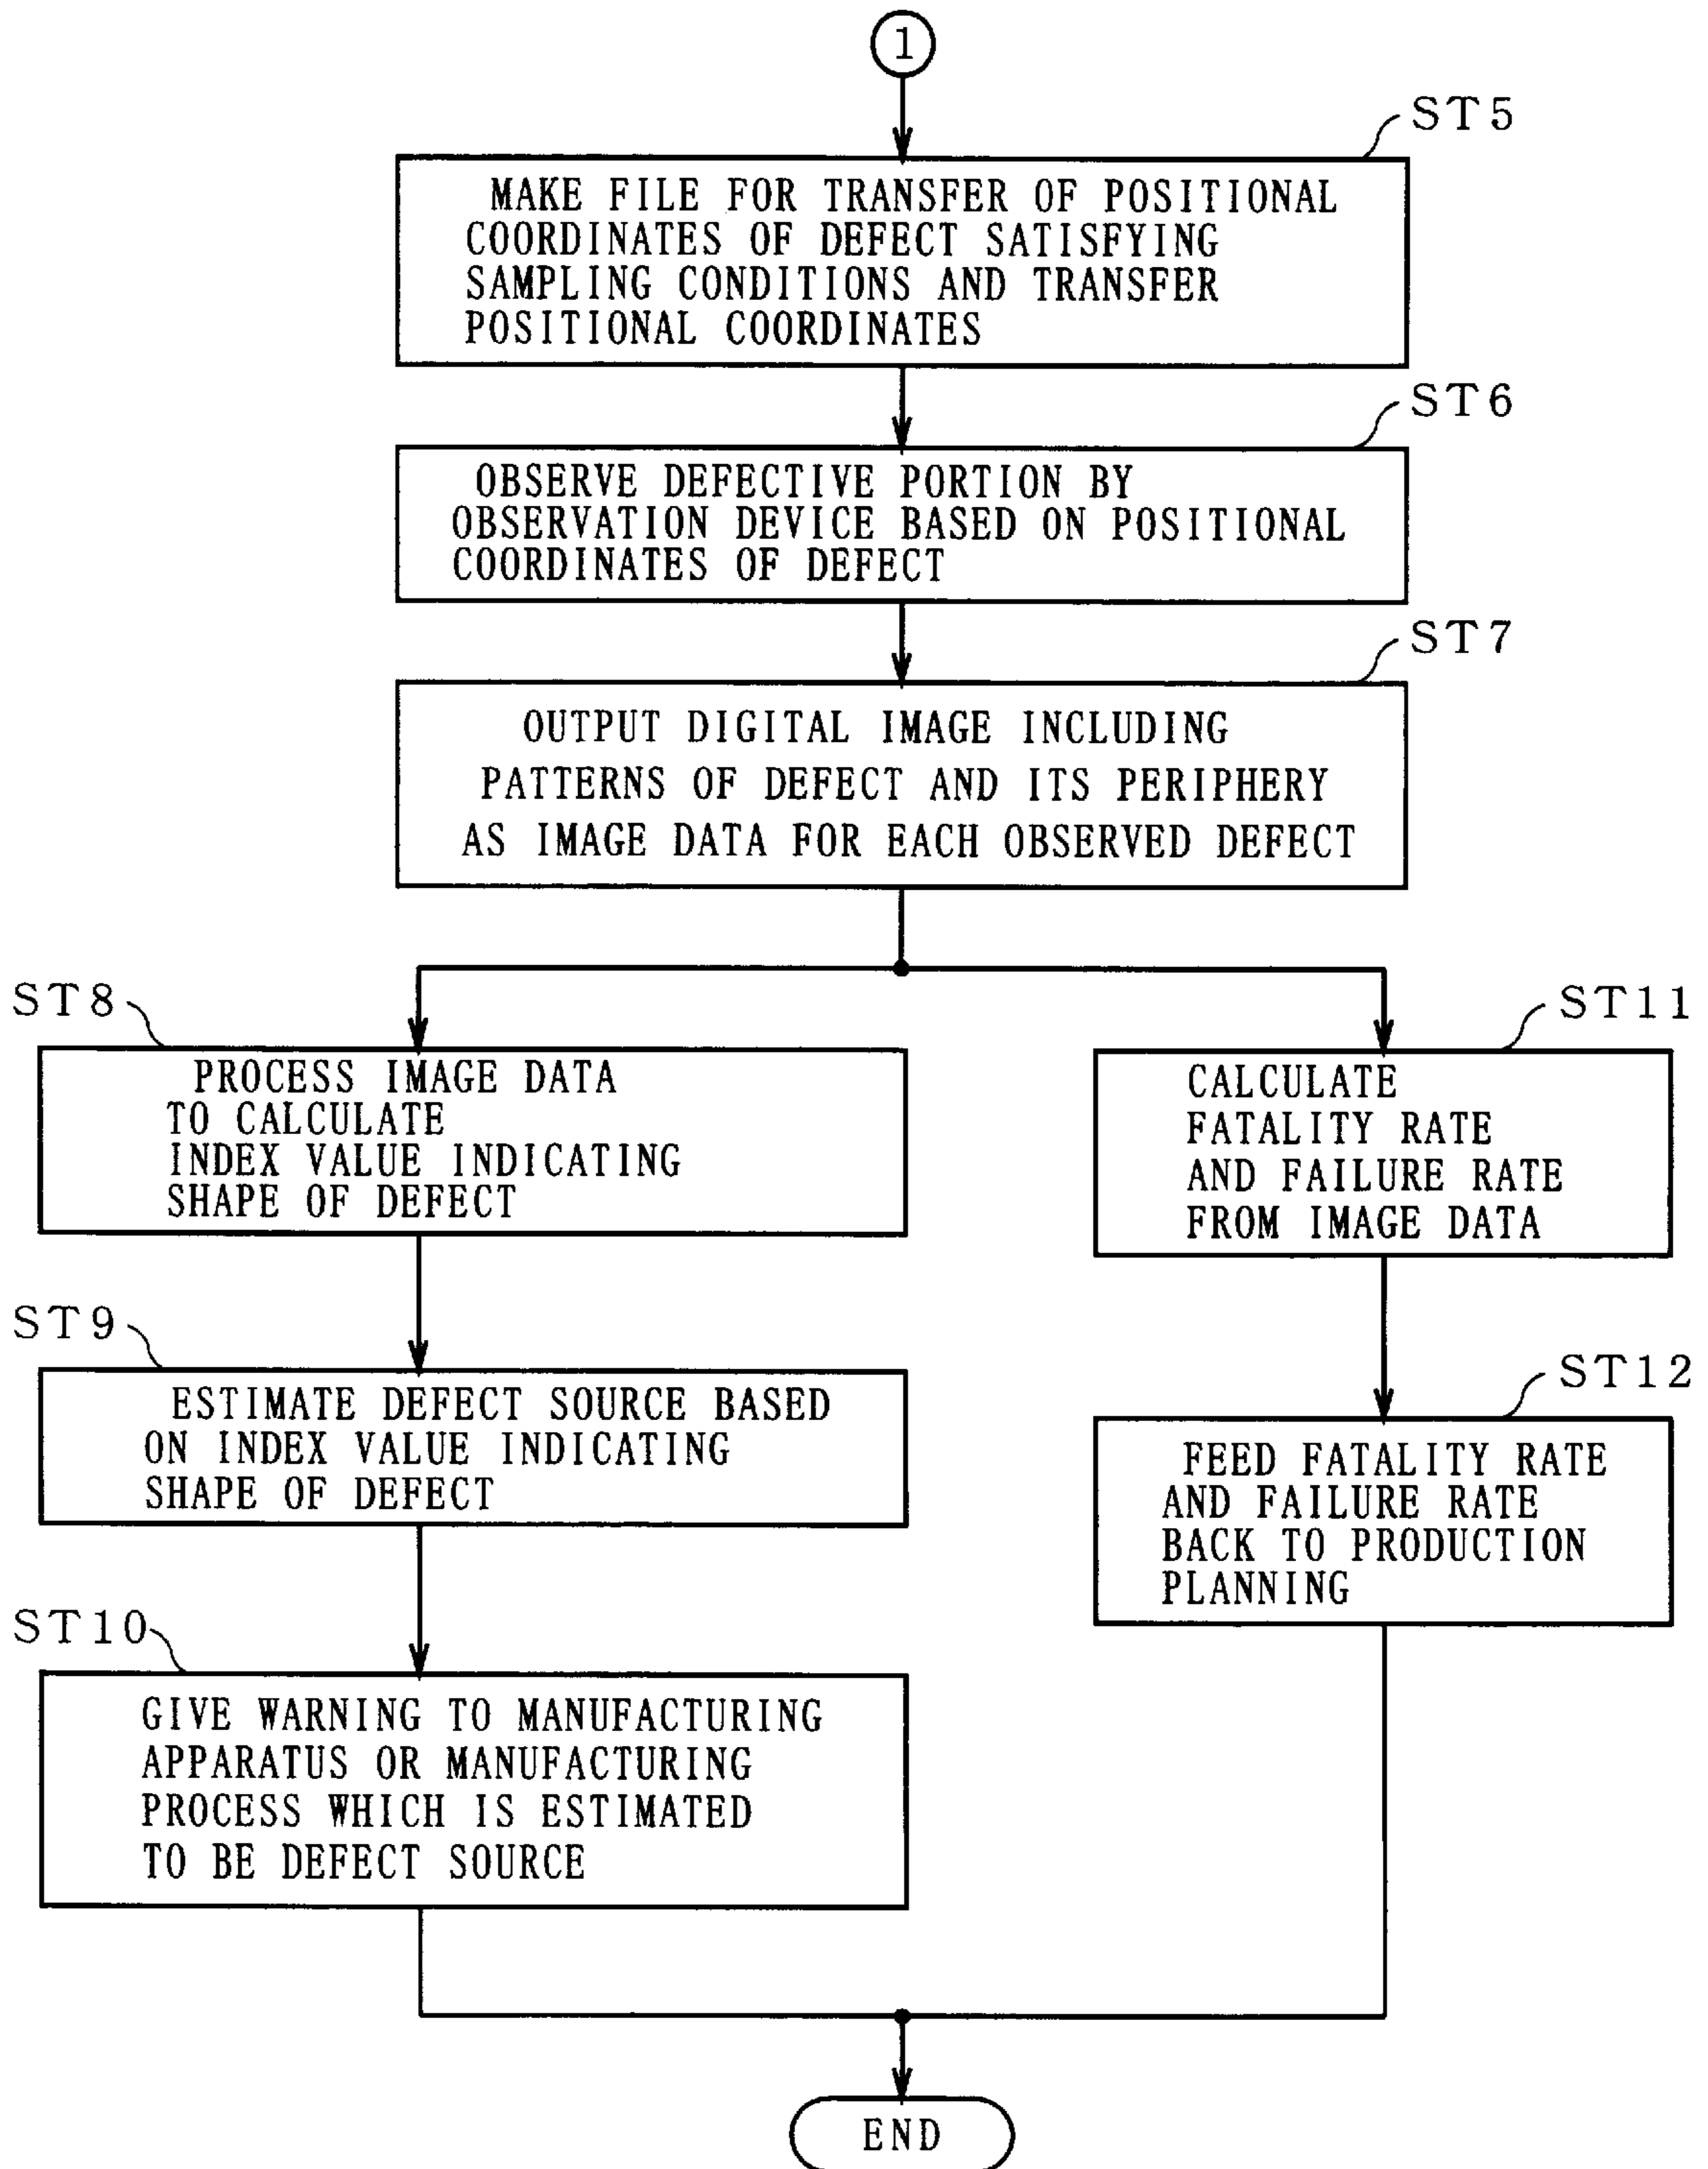 1
ST5
MAKE FILE FOR TRANSFER OF POSITIONAL
COORDINATES OF DEFECT SATISFYING
SAMPLING CONDITIONS AND TRANSFER
POSITIONAL COORDINATES
ST6
OBSERVE DEFECTIVE PORTION BY
OBSERVATION DEVICE BASED ON POSITIONAL
COORDINATES OF DEFECT
ST7
OUTPUT DIGITAL IMAGE INCLUDING
PATTERNS OF DEFECT AND ITS PERIPHERY
AS IMAGE DATA FOR EACH OBSERVED DEFECT
ST8
PROCESS IMAGE DATA
TO CALCULATE
INDEX VALUE INDICATING
SHAPE OF DEFECT
ST9
ESTIMATE DEFECT SOURCE BASED
ON INDEX VALUE INDICATING
SHAPE OF DEFECT
ST10
GIVE WARNING TO MANUFACTURING
APPARATUS OR MANUFACTURING
PROCESS WHICH IS ESTIMATED
TO BE DEFECT SOURCE
ST11
CALCULATE
FATALITY RATE
AND FAILURE RATE
FROM IMAGE DATA
ST12
FEED FATALITY RATE
AND FAILURE RATE
BACK TO PRODUCTION
PLANNING
END